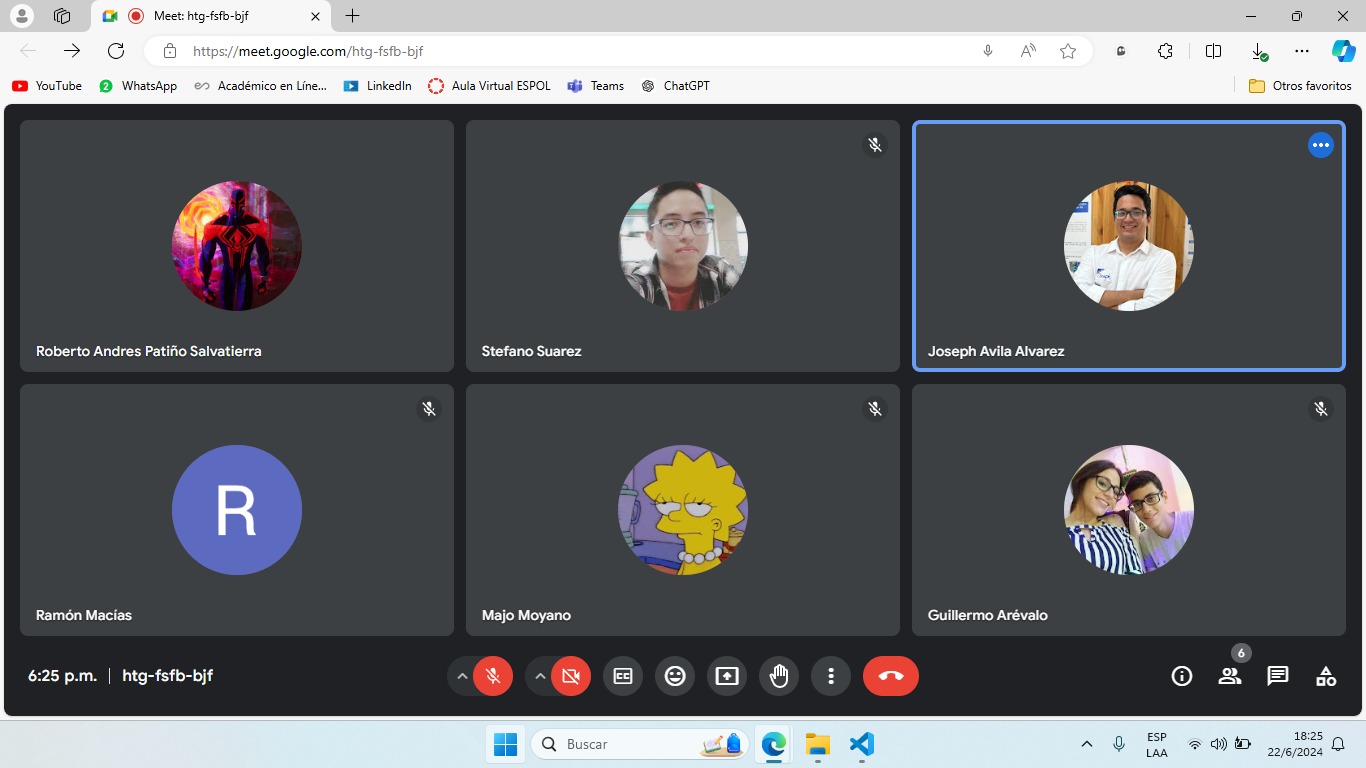 Meet: htg-fsfb-bjf
https://meet.google.com/htg-fsfb-bjf
YouTube
WhatsApp
Académico en Líne...
LinkedIn
Aula Virtual ESPOL
Teams
ChatGPT
Otros favoritos
Roberto Andres Patiño Salvatierra
Stefano Suarez
Joseph Avila Alvarez
R
Ramón Macías
Majo Moyano
Guillermo Arévalo
6:25 p.m. | htg-fsfb-bjf
6
Buscar
ESP
LAA
18:25
22/6/2024